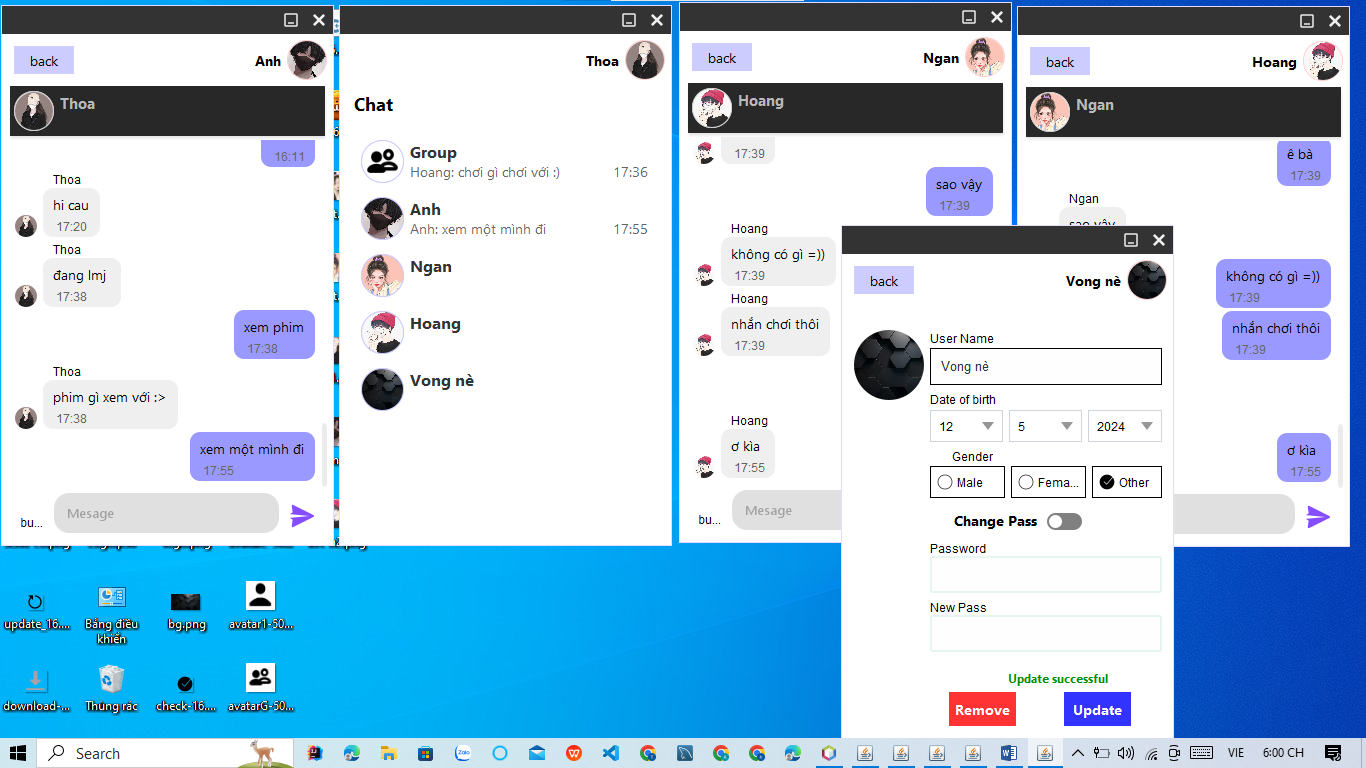 back
Anh
Thoa
16:11
Thoa
hi cau
17:20
Thoa
đang lmj
17:38
xem phim
17:38
Thoa
phim gì xem với :>
17:38
xem một mình đi
17:55
bu...
Mesage
Thoa
Chat
Group
Hoang: chơi gì chơi với :)
17:36
Anh
Anh: xem một mình đi
17:55
Ngan
Hoang
Vong nè
back
Ngan
Hoang
17:39
sao vậy
17:39
Hoang
không có gì =))
17:39
Hoang
nhắn chơi thôi
17:39
Hoang
ơ kìa
17:55
bu...
Mesage
back
Hoang
Ngan
ê bà
17:39
Ngan
sao vậy
không có gì =))
17:39
nhắn chơi thôi
17:39
ơ kìa
17:55
back
Vong nè
User Name
Vong nè
Date of birth
12 5 2024
Gender
Male Fema... Other
Change Pass
Password
New Pass
Update successful
Remove Update
update_16....
Bảng điều khiển
bg.png
avatar1-50...
download-...
Thùng rác
check-16....
avatarG-50...
Search
Zalo
VIE
6:00 CH